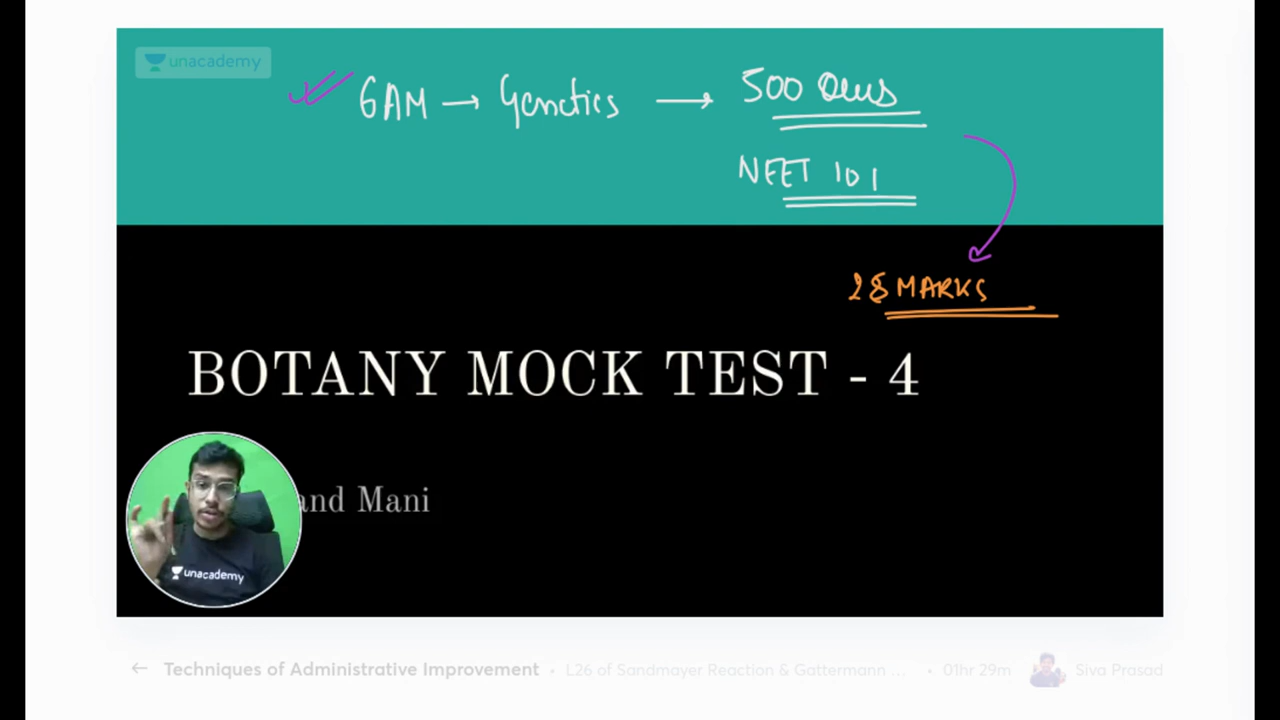 unacademy
6AM → Genetics → 500 Ques
NEET 101
28 MARKS
BOTANY MOCK TEST - 4
and Mani
unacademy
← Techniques of Administrative Improvement • L26 of Sandmayer Reaction & Gattermann ... • 01hr 29m Siva Prasad